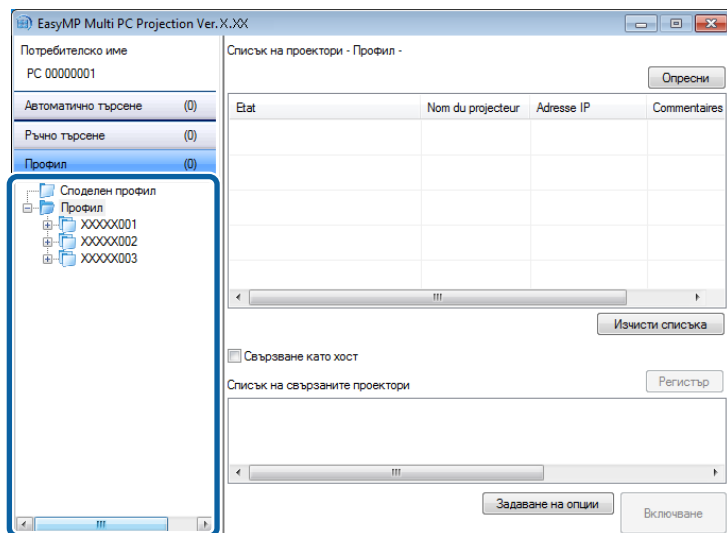 EasyMP Multi PC Projection Ver.X.XX
Потребителско име
PC 00000001
Автоматично търсене (0)
Ръчно търсене (0)
Профил (0)
Споделен профил
Профил
XXXXX001
XXXXX002
XXXXX003
Списък на проектори - Профил -
Опресни
Etat Nom du projecteur Adresse IP Commentaires
Изчисти списъка
Свързване като хост
Списък на свързаните проектори
Регистър
Задаване на опции
Включване